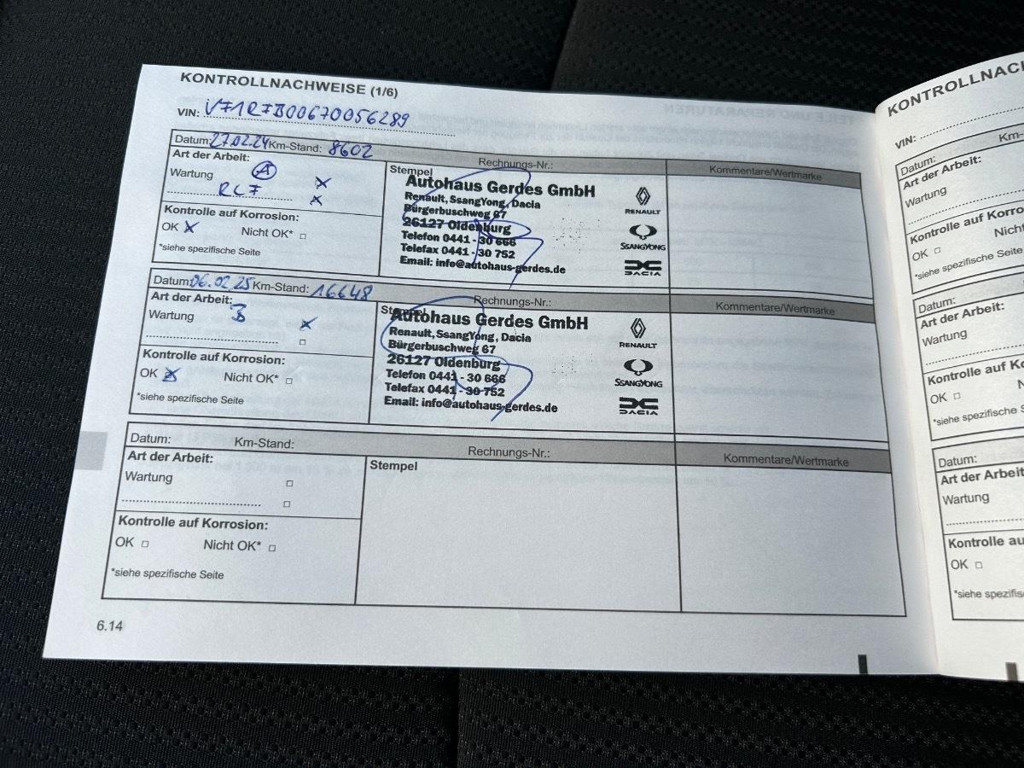 KONTROLLNACHWEISE (1/6)
VIN: VF1RJB00670056289
Datum: 27.02.24 Km-Stand: 8602 Rechnungs-Nr.: Kommentare/Wertmarke
Art der Arbeit:
Wartung A x
RLF x
Kontrolle auf Korrosion:
OK x Nicht OK* □
*siehe spezifische Seite
Stempel
Autohaus Gerdes GmbH
Renault, SsangYong, Dacia
Bürgerbuschweg 67
26127 Oldenburg
Telefon 0441 - 30 666
Telefax 0441 - 30 752
Email: info@autohaus-gerdes.de
RENAULT
SSANGYONG
DACIA
Datum: 06.02.25 Km-Stand: 16648 Rechnungs-Nr.: Kommentare/Wertmarke
Art der Arbeit:
Wartung B x
□
Kontrolle auf Korrosion:
OK x Nicht OK* □
*siehe spezifische Seite
Stempel
Autohaus Gerdes GmbH
Renault, SsangYong, Dacia
Bürgerbuschweg 67
26127 Oldenburg
Telefon 0441 - 30 666
Telefax 0441 - 30 752
Email: info@autohaus-gerdes.de
RENAULT
SSANGYONG
DACIA
Datum: Km-Stand: Rechnungs-Nr.: Kommentare/Wertmarke
Art der Arbeit:
Wartung □
□
Kontrolle auf Korrosion:
OK □ Nicht OK* □
*siehe spezifische Seite
Stempel
6.14
KONTROLLNAC
VIN:
Datum: Km-
Art der Arbeit:
Wartung
Kontrolle auf Korro
OK □ Nicht
*siehe spezifische
Datum:
Art der Arbeit:
Wartung
Kontrolle auf Kor
OK □
*siehe spezifisch
Datum:
Art der Arbeit
Wartung
Kontrolle au
OK □
*siehe spezifis